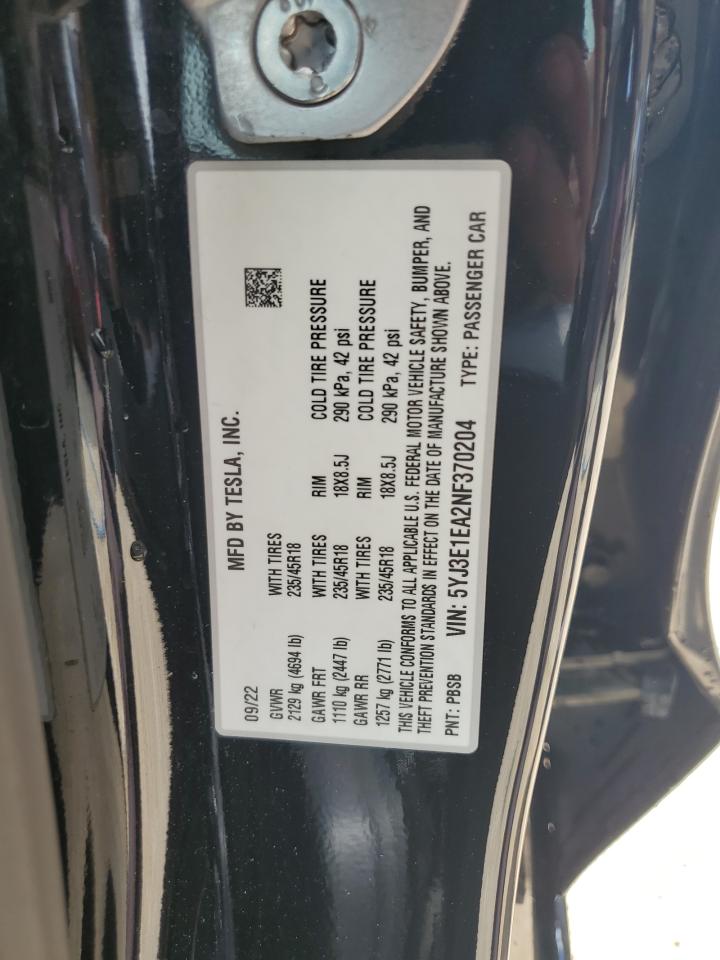 MFD BY TESLA, INC.
09/22
GVWR WITH TIRES
2129 kg (4694 lb) 235/45R18
GAWR FRT WITH TIRES RIM COLD TIRE PRESSURE
1110 kg (2447 lb) 235/45R18 18X8.5J 290 kPa, 42 psi
GAWR RR WITH TIRES RIM COLD TIRE PRESSURE
1257 kg (2771 lb) 235/45R18 18X8.5J 290 kPa, 42 psi
THIS VEHICLE CONFORMS TO ALL APPLICABLE U.S. FEDERAL MOTOR VEHICLE SAFETY, BUMPER, AND
THEFT PREVENTION STANDARDS IN EFFECT ON THE DATE OF MANUFACTURE SHOWN ABOVE.
PNT: PBSB VIN: 5YJ3E1EA2NF370204 TYPE: PASSENGER CAR